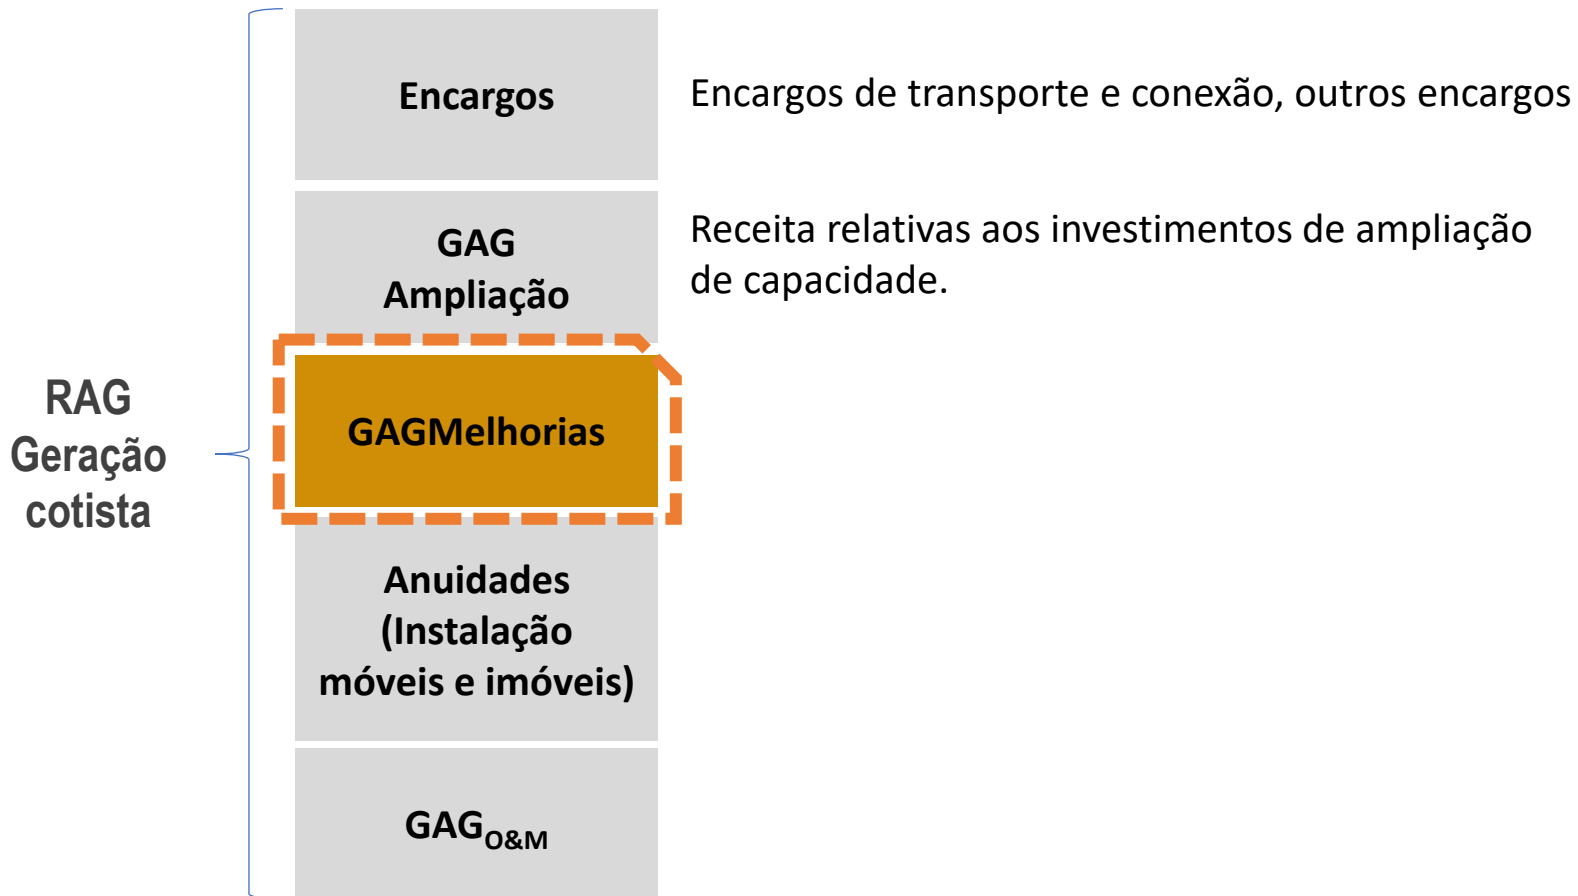 Encargos
Encargos de transporte e conexão, outros encargos
GAG
Ampliação
Receita relativas aos investimentos de ampliação
de capacidade.
RAG
Geração
cotista
GAGMelhorias
Anuidades
(Instalação
móveis e imóveis)
GAG O&M